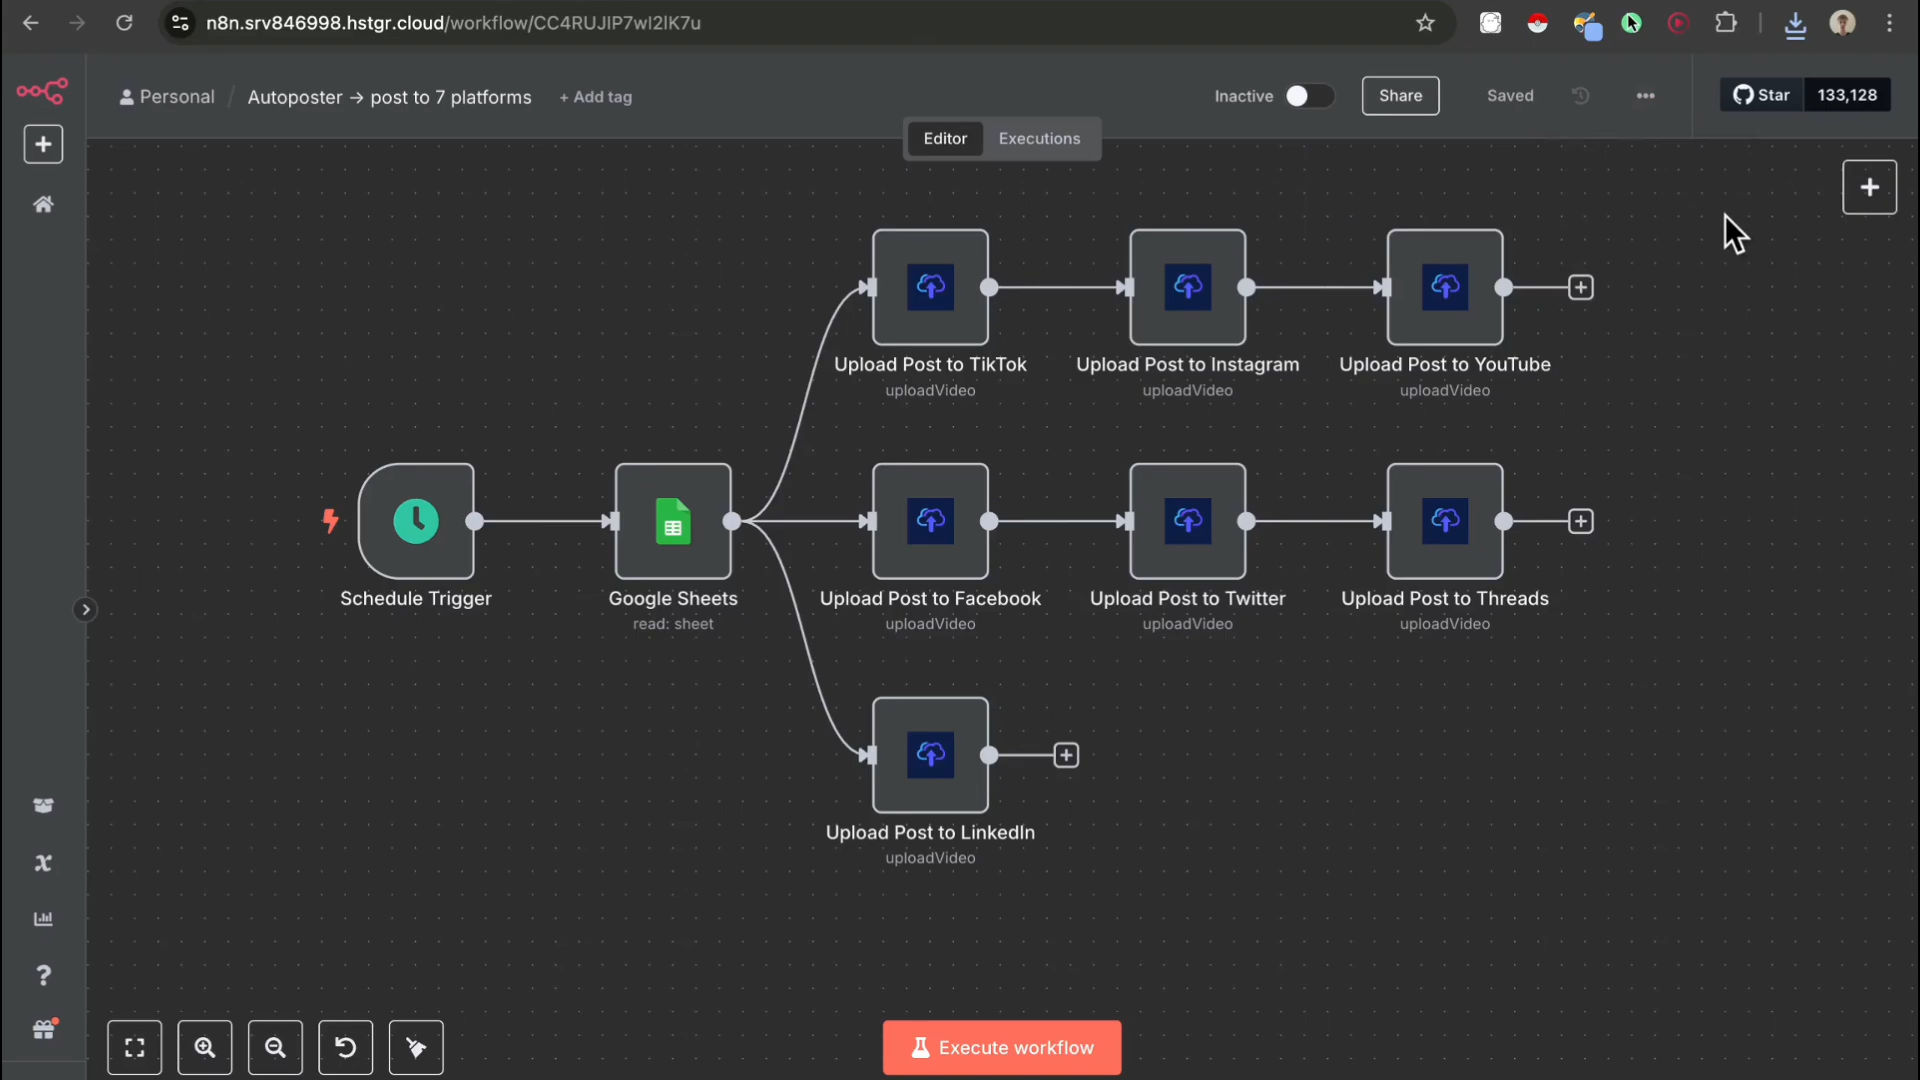 n8n.srv846998.hstgr.cloud/workflow/CC4RUJIP7wI2lK7u
Personal / Autoposter → post to 7 platforms + Add tag
Inactive Share Saved Star 133,128
Editor Executions
Upload Post to TikTok Upload Post to Instagram Upload Post to YouTube
uploadVideo uploadVideo uploadVideo
Schedule Trigger Google Sheets Upload Post to Facebook Upload Post to Twitter Upload Post to Threads
read: sheet uploadVideo uploadVideo uploadVideo
Upload Post to LinkedIn
uploadVideo
Execute workflow